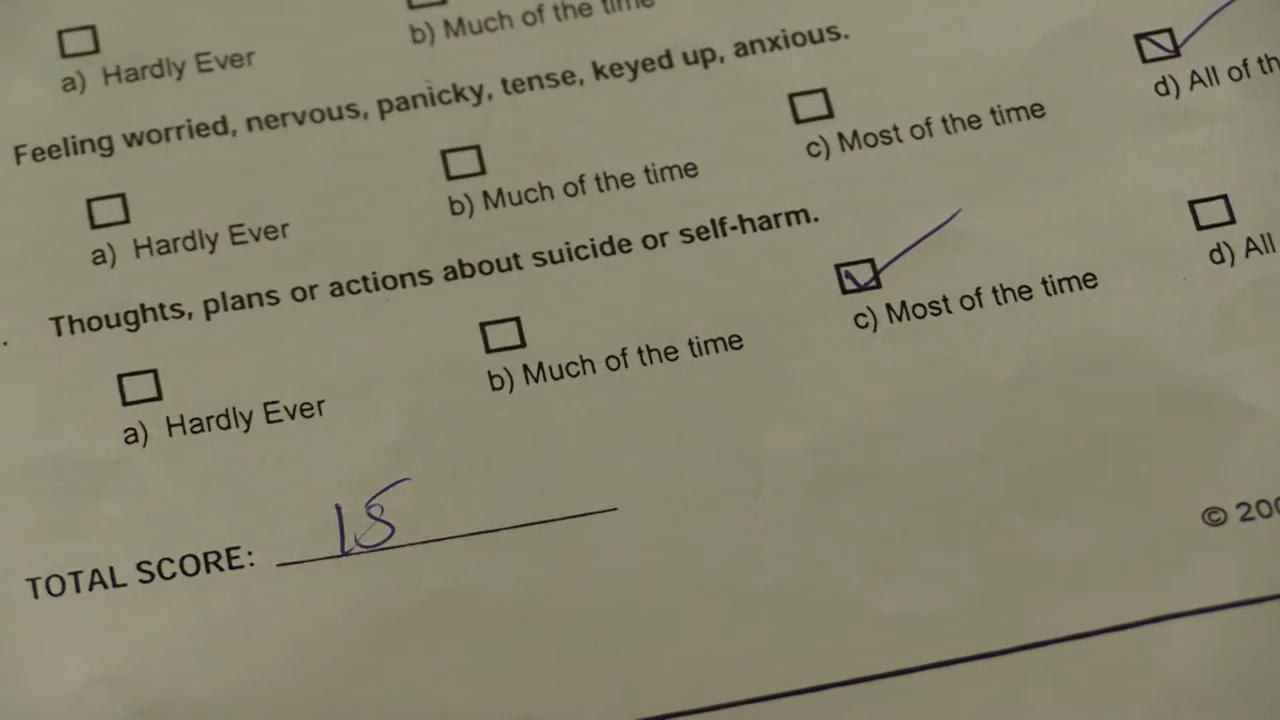 b) Much of the time
a) Hardly Ever
Feeling worried, nervous, panicky, tense, keyed up, anxious.
d) All of th
c) Most of the time
b) Much of the time
a) Hardly Ever
Thoughts, plans or actions about suicide or self-harm.
d) All
c) Most of the time
b) Much of the time
a) Hardly Ever
TOTAL SCORE: 18
© 200